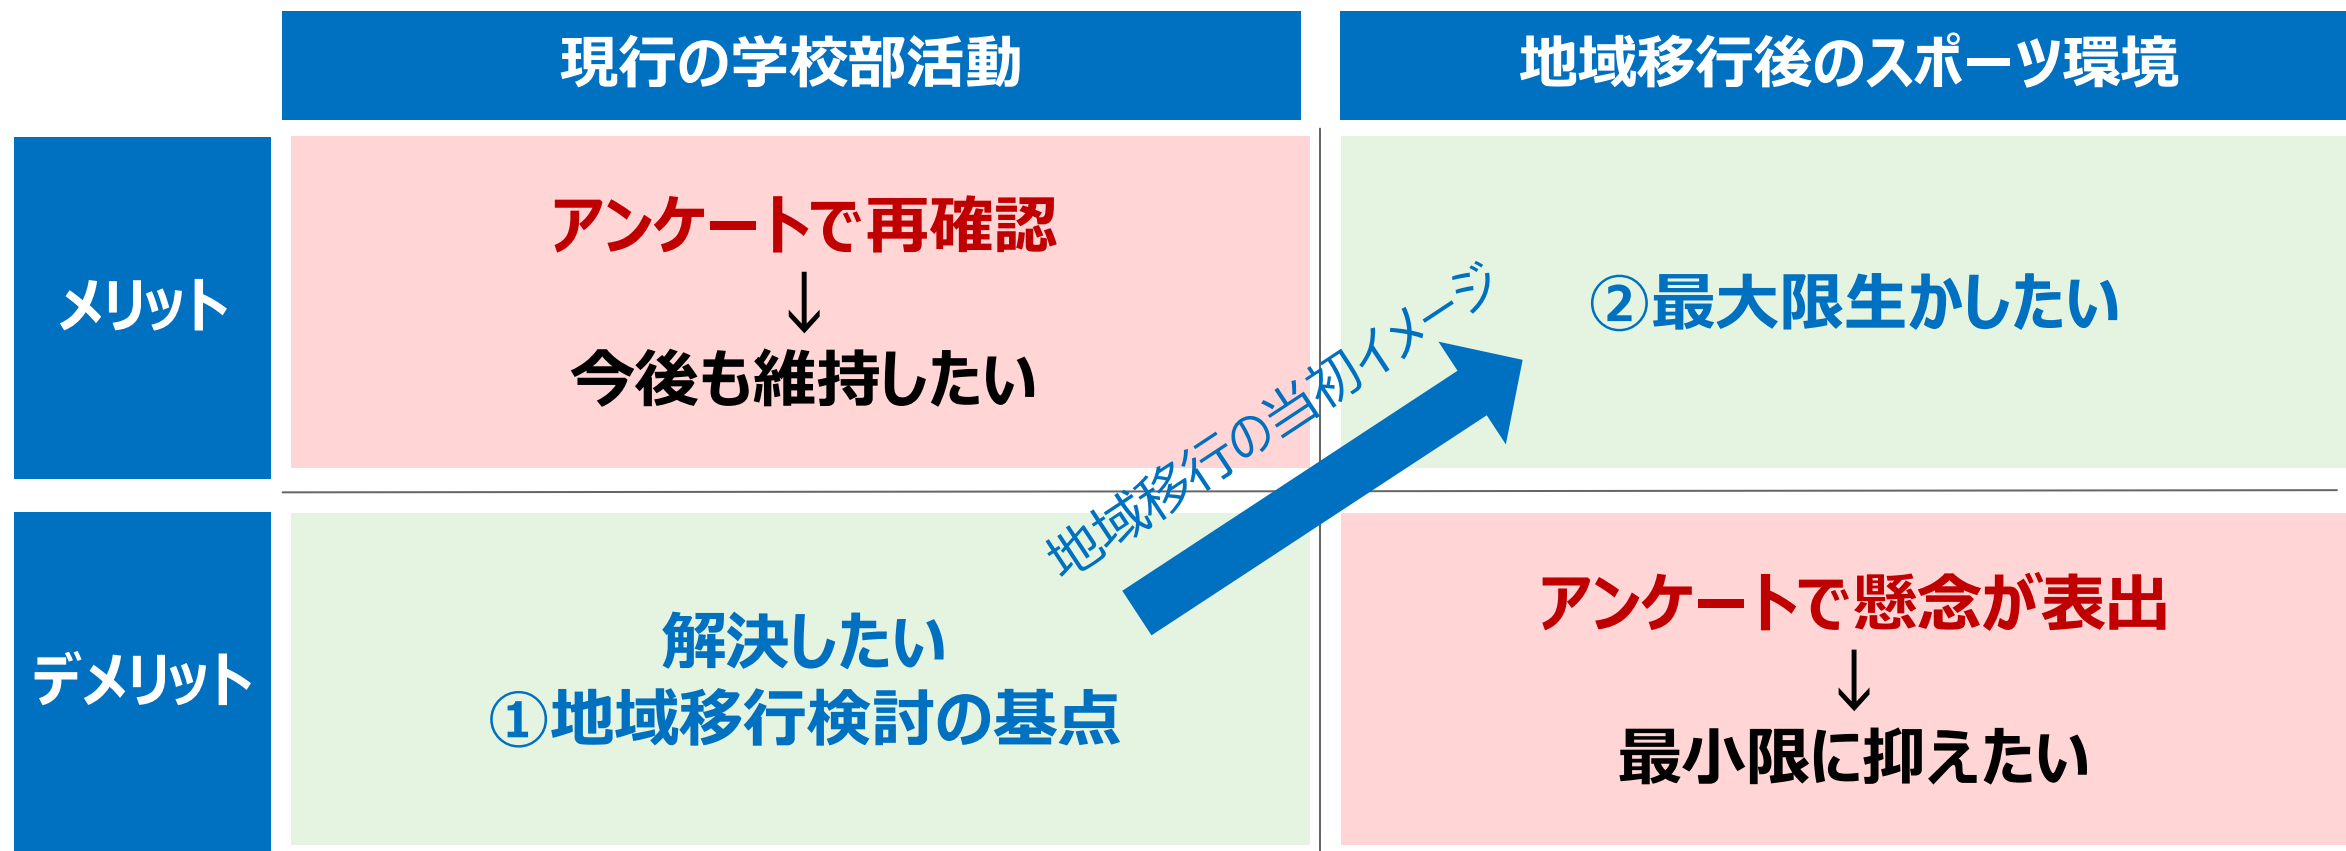 現行の学校部活動
地域移行後のスポーツ環境
メリット
アンケートで再確認
↓
今後も維持したい
②最大限生かしたい
地域移行の当初イメージ
デメリット
解決したい
①地域移行検討の基点
アンケートで懸念が表出
↓
最小限に抑えたい